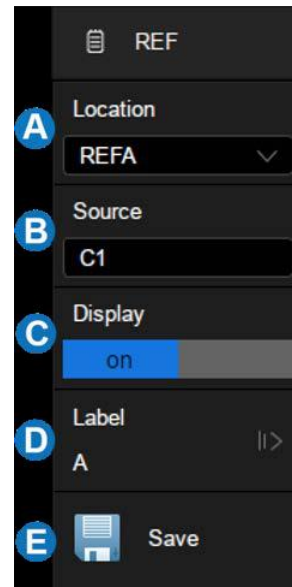 REF
A
Location
REFA
B
Source
C1
C
Display
on
D
Label
A
E
Save